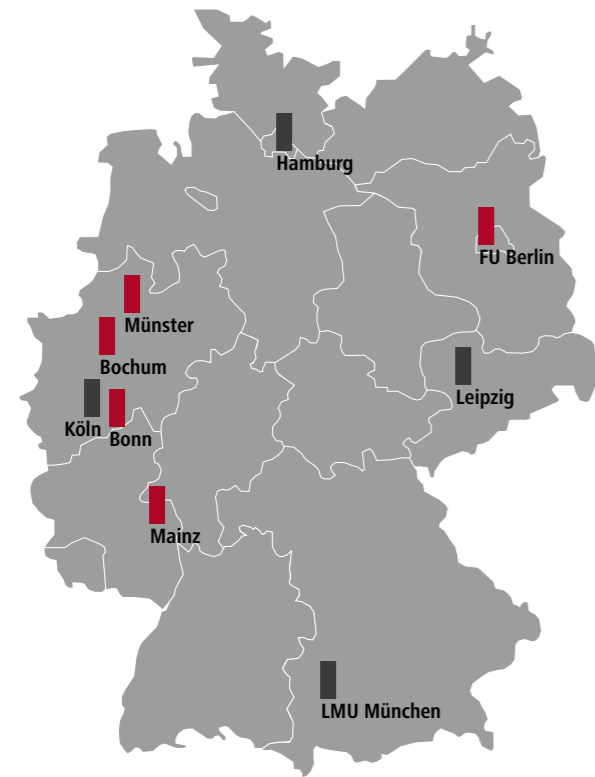 Hamburg
FU Berlin
Münster
Bochum
Leipzig
Köln
Bonn
Mainz
LMU München